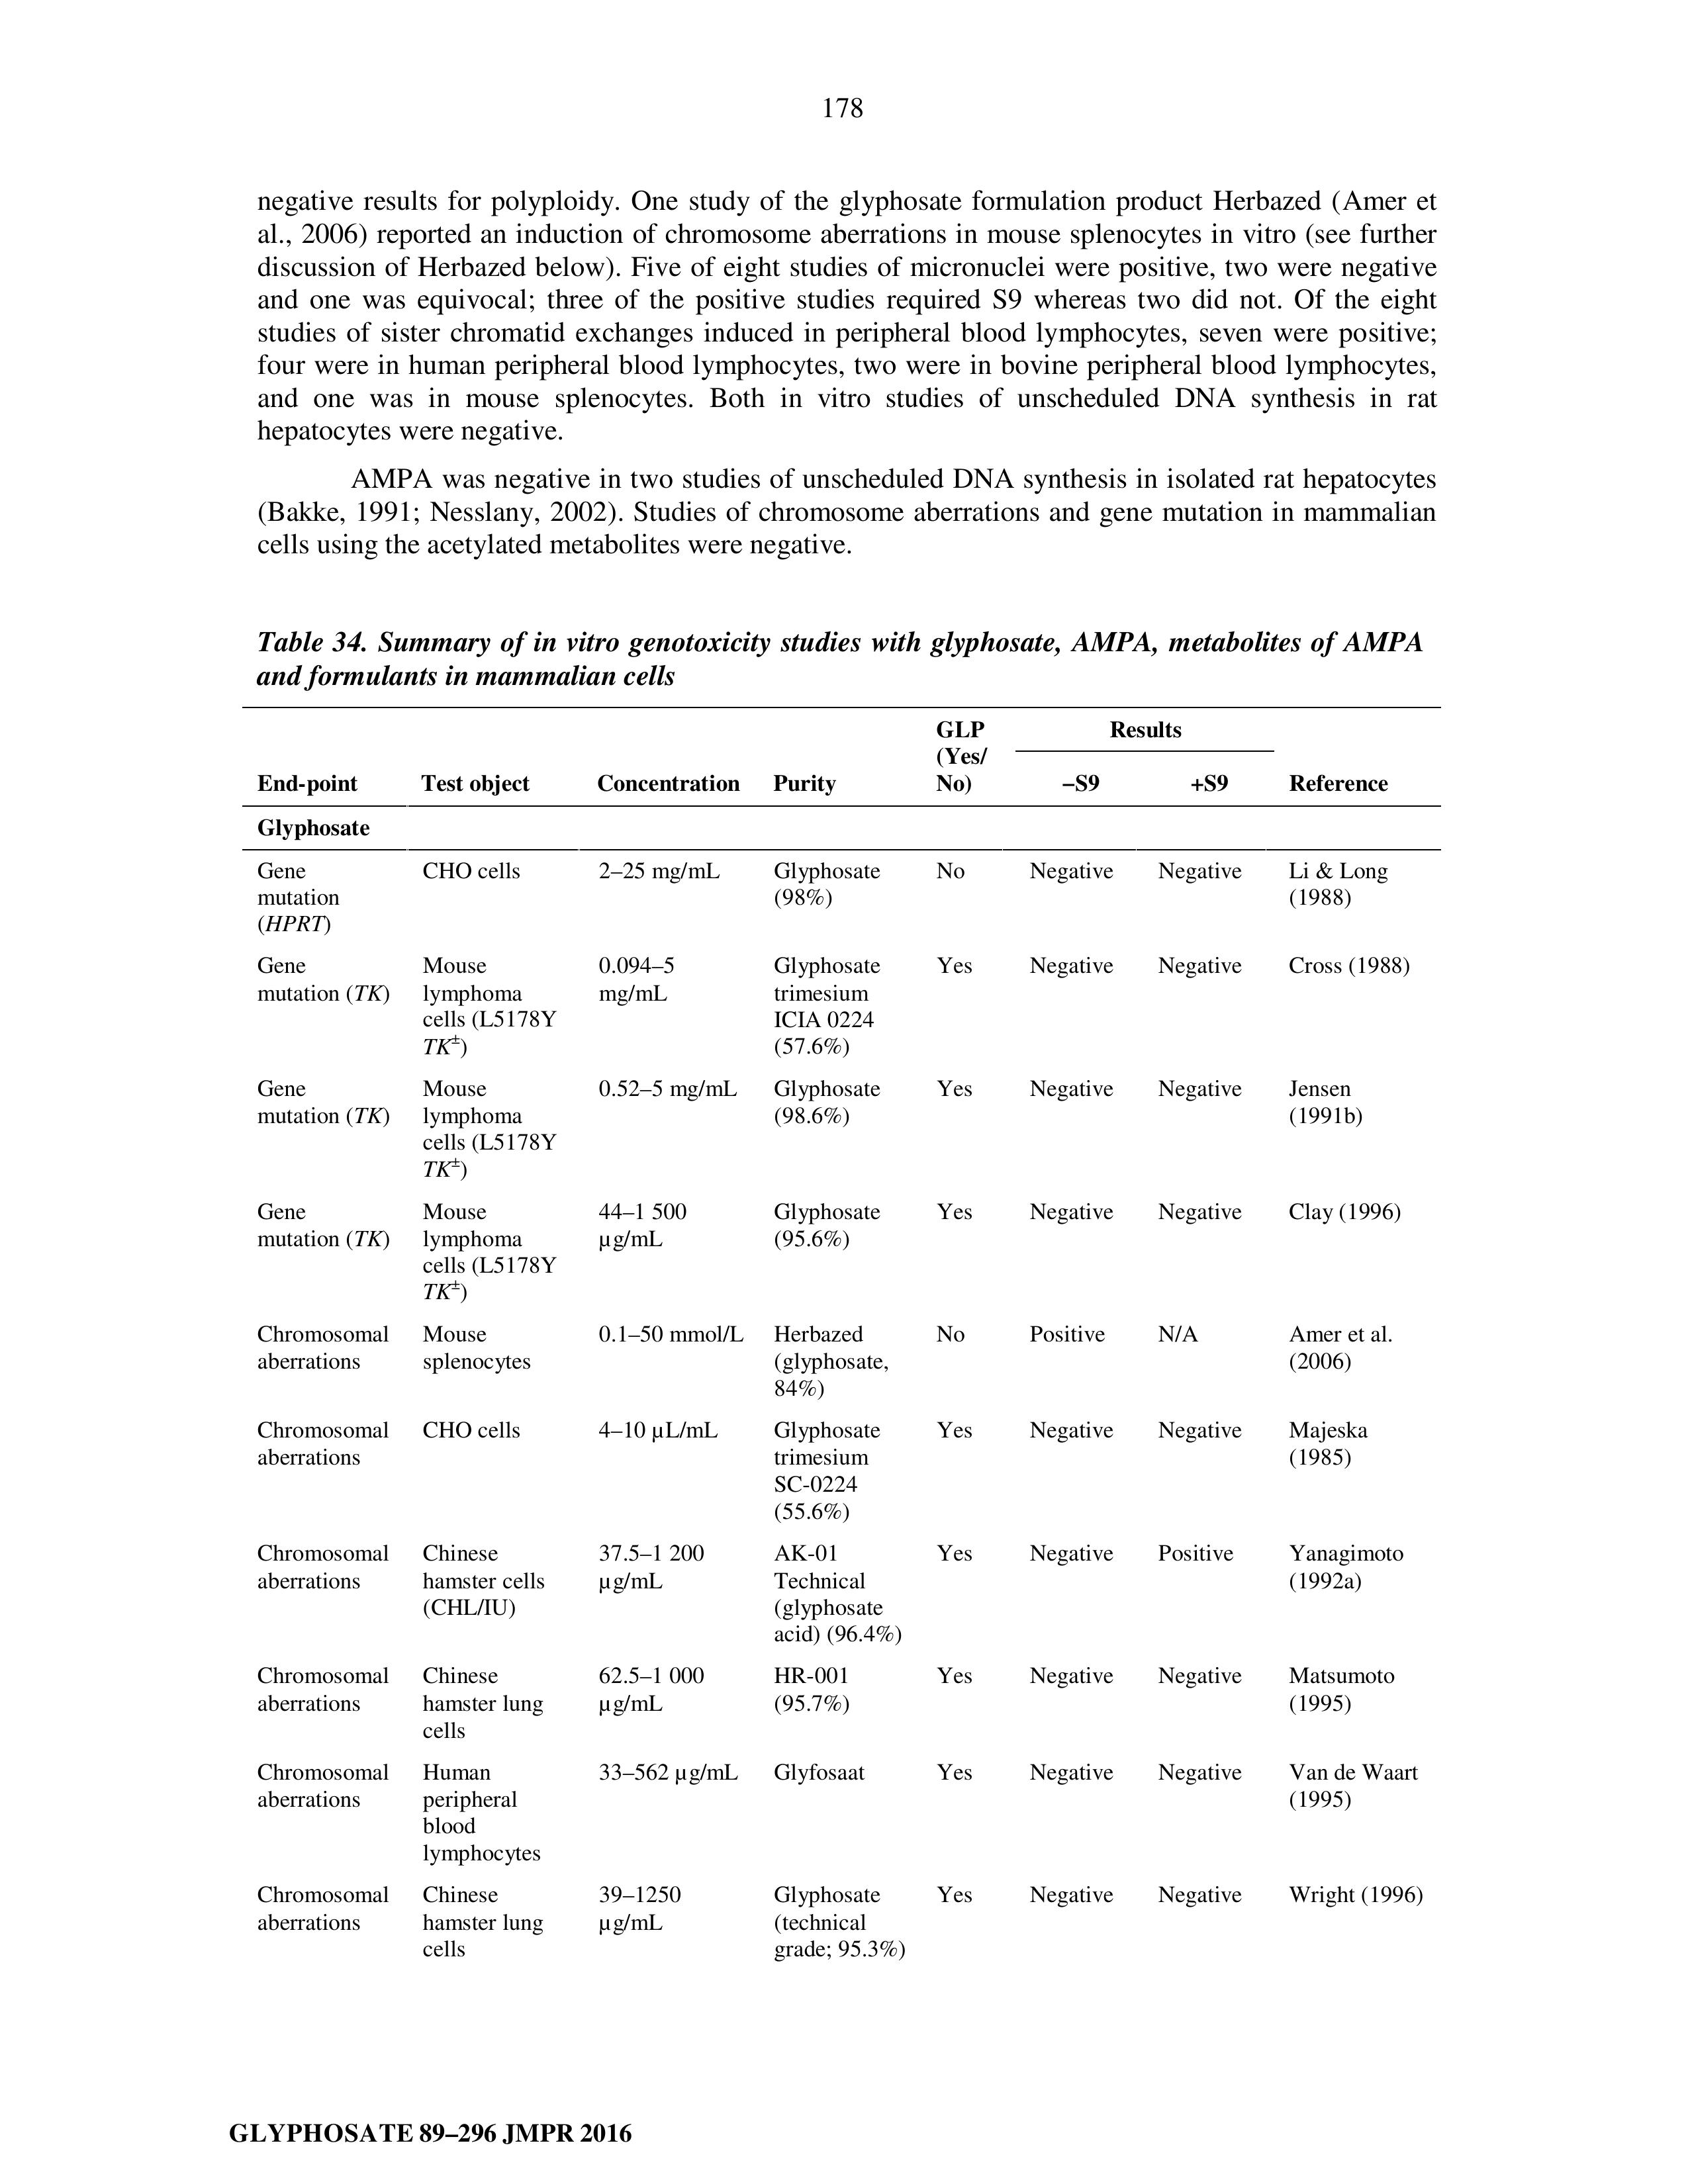 178
negative results for polyploidy. One study of the glyphosate formulation product Herbazed (Amer et
al., 2006) reported an induction of chromosome aberrations in mouse splenocytes in vitro (see further
discussion of Herbazed below). Five of eight studies of micronuclei were positive, two were negative
and one was equivocal; three of the positive studies required S9 whereas two did not. Of the eight
studies of sister chromatid exchanges induced in peripheral blood lymphocytes, seven were positive;
four were in human peripheral blood lymphocytes, two were in bovine peripheral blood lymphocytes,
and one was in mouse splenocytes. Both in vitro studies of unscheduled DNA synthesis in rat
hepatocytes were negative.
AMPA was negative in two studies of unscheduled DNA synthesis in isolated rat hepatocytes
(Bakke, 1991; Nesslany, 2002). Studies of chromosome aberrations and gene mutation in mammalian
cells using the acetylated metabolites were negative.
Table 34. Summary of in vitro genotoxicity studies with glyphosate, AMPA, metabolites of AMPA
and formulants in mammalian cells
GLP Results
(Yes/
End-point Test object Concentration Purity No) –S9 +S9 Reference
Glyphosate
Gene CHO cells 2–25 mg/mL Glyphosate No Negative Negative Li & Long
mutation (98%) (1988)
(HPRT)
Gene Mouse 0.094–5 Glyphosate Yes Negative Negative Cross (1988)
mutation (TK) lymphoma mg/mL trimesium
cells (L5178Y ICIA 0224
TK±) (57.6%)
Gene Mouse 0.52–5 mg/mL Glyphosate Yes Negative Negative Jensen
mutation (TK) lymphoma (98.6%) (1991b)
cells (L5178Y
TK±)
Gene Mouse 44–1 500 Glyphosate Yes Negative Negative Clay (1996)
mutation (TK) lymphoma µg/mL (95.6%)
cells (L5178Y
TK±)
Chromosomal Mouse 0.1–50 mmol/L Herbazed No Positive N/A Amer et al.
aberrations splenocytes (glyphosate, (2006)
84%)
Chromosomal CHO cells 4–10 µL/mL Glyphosate Yes Negative Negative Majeska
aberrations trimesium (1985)
SC-0224
(55.6%)
Chromosomal Chinese 37.5–1 200 AK-01 Yes Negative Positive Yanagimoto
aberrations hamster cells µg/mL Technical (1992a)
(CHL/IU) (glyphosate
acid) (96.4%)
Chromosomal Chinese 62.5–1 000 HR-001 Yes Negative Negative Matsumoto
aberrations hamster lung µg/mL (95.7%) (1995)
cells
Chromosomal Human 33–562 µg/mL Glyfosaat Yes Negative Negative Van de Waart
aberrations peripheral (1995)
blood
lymphocytes
Chromosomal Chinese 39–1250 Glyphosate Yes Negative Negative Wright (1996)
aberrations hamster lung µg/mL (technical
cells grade; 95.3%)
GLYPHOSATE 89–296 JMPR 2016